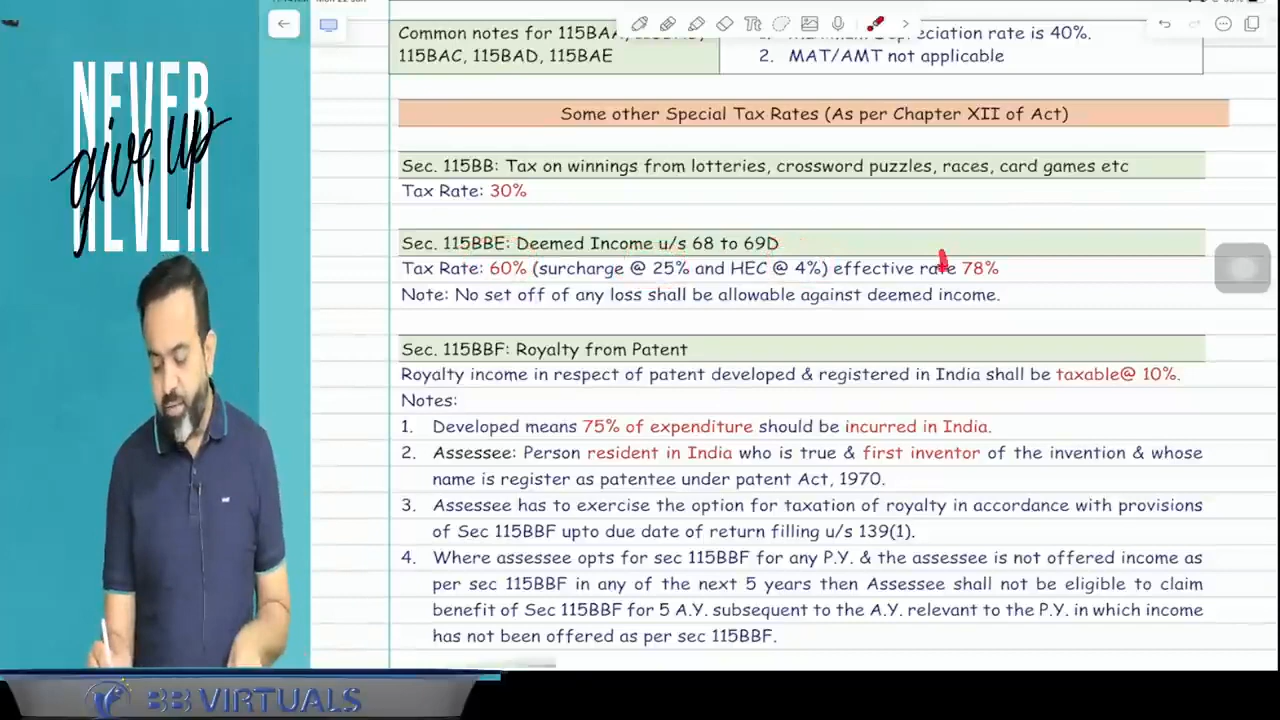 Common notes for 115BAA,
115BAC, 115BAD, 115BAE
depreciation rate is 40%.
2. MAT/AMT not applicable
Some other Special Tax Rates (As per Chapter XII of Act)
Sec. 115BB: Tax on winnings from lotteries, crossword puzzles, races, card games etc
Tax Rate: 30%
Sec. 115BBE: Deemed Income u/s 68 to 69D
Tax Rate: 60% (surcharge @ 25% and HEC @ 4%) effective rate 78%
Note: No set off of any loss shall be allowable against deemed income.
Sec. 115BBF: Royalty from Patent
Royalty income in respect of patent developed & registered in India shall be taxable@ 10%.
Notes:
1. Developed means 75% of expenditure should be incurred in India.
2. Assessee: Person resident in India who is true & first inventor of the invention & whose
name is register as patentee under patent Act, 1970.
3. Assessee has to exercise the option for taxation of royalty in accordance with provisions
of Sec 115BBF upto due date of return filling u/s 139(1).
4. Where assessee opts for sec 115BBF for any P.Y. & the assessee is not offered income as
per sec 115BBF in any of the next 5 years then Assessee shall not be eligible to claim
benefit of Sec 115BBF for 5 A.Y. subsequent to the A.Y. relevant to the P.Y. in which income
has not been offered as per sec 115BBF.
NEVER
give up
NEVER
BB VIRTUALS